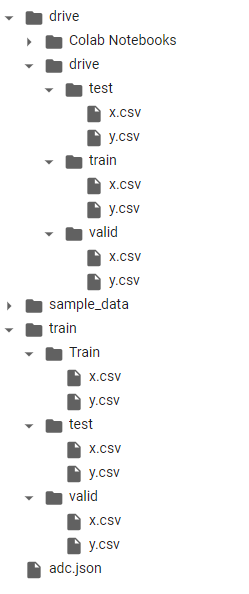 drive
Colab Notebooks
drive
test
x.csv
y.csv
train
x.csv
y.csv
valid
x.csv
y.csv
sample_data
train
Train
x.csv
y.csv
test
x.csv
y.csv
valid
x.csv
y.csv
adc.json